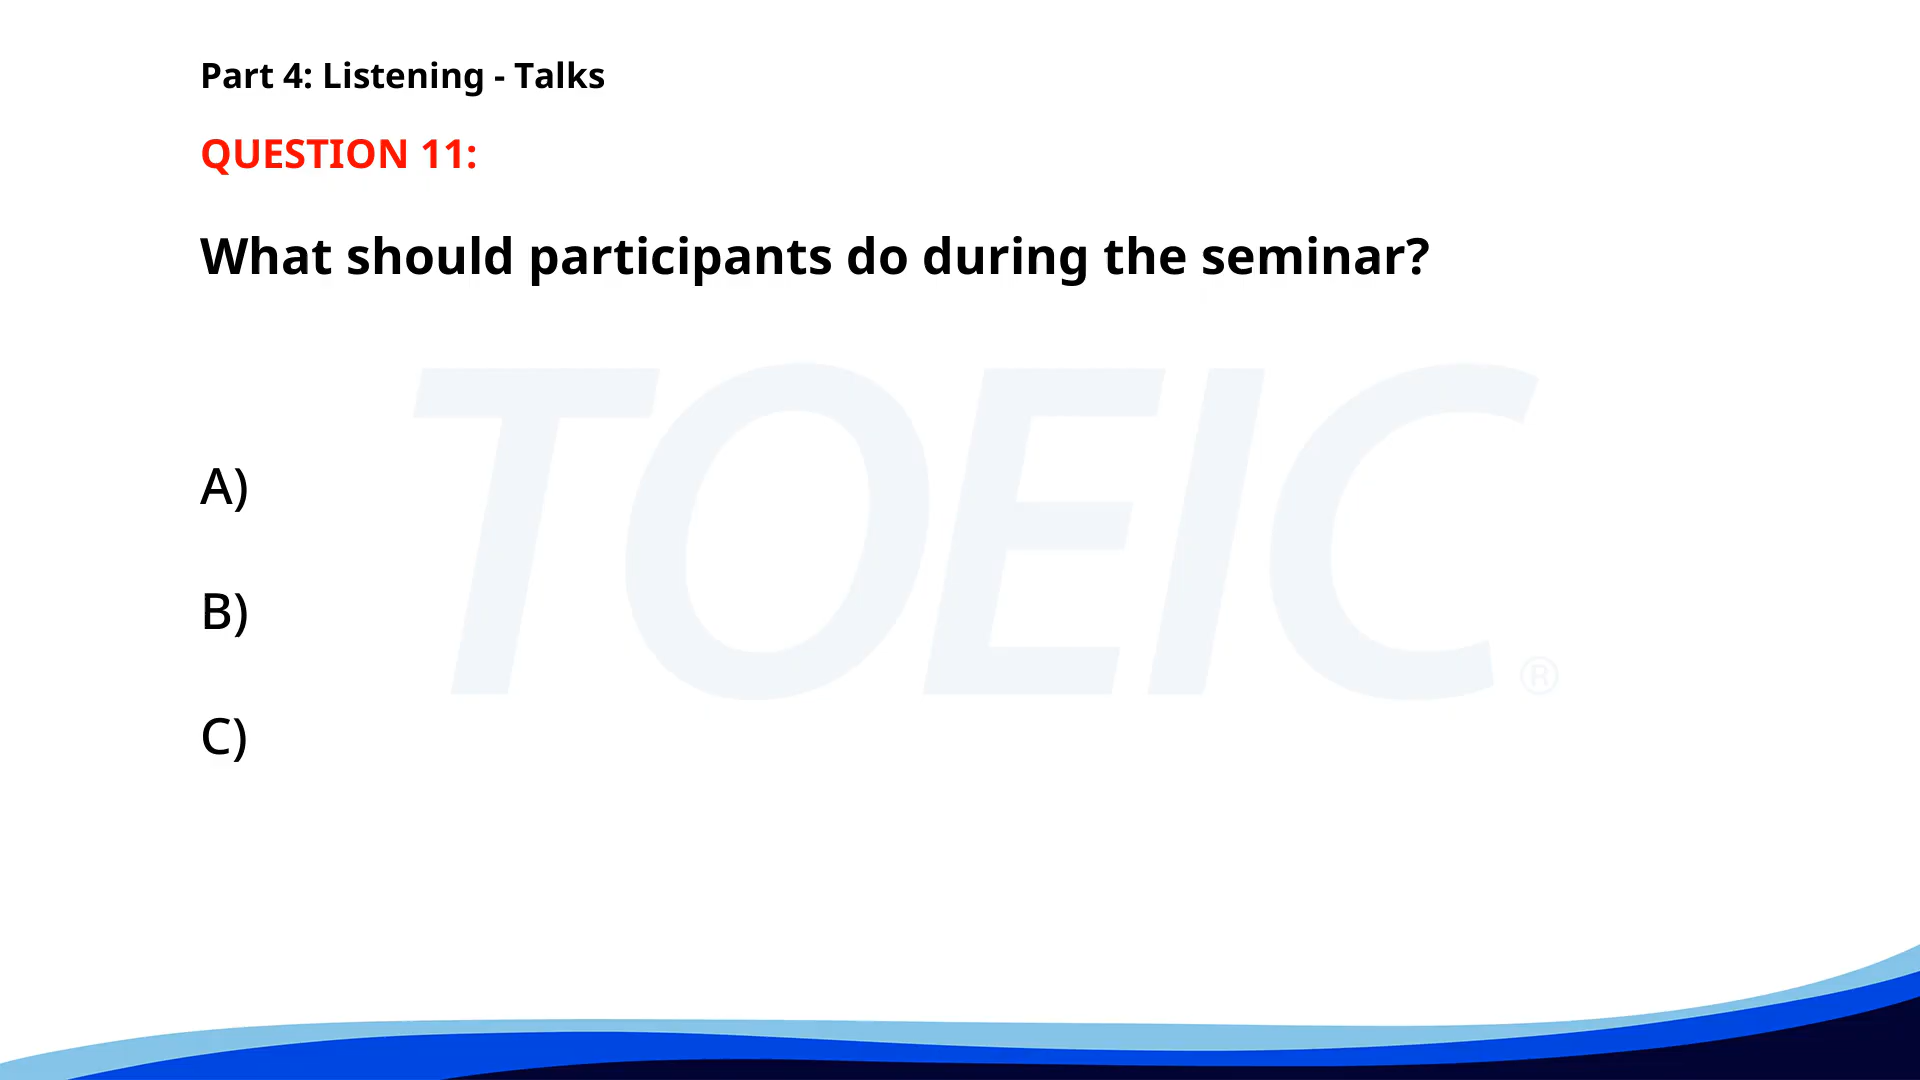 Part 4: Listening - Talks
QUESTION 11:
What should participants do during the seminar?
TOEIC®
A)
B)
C)